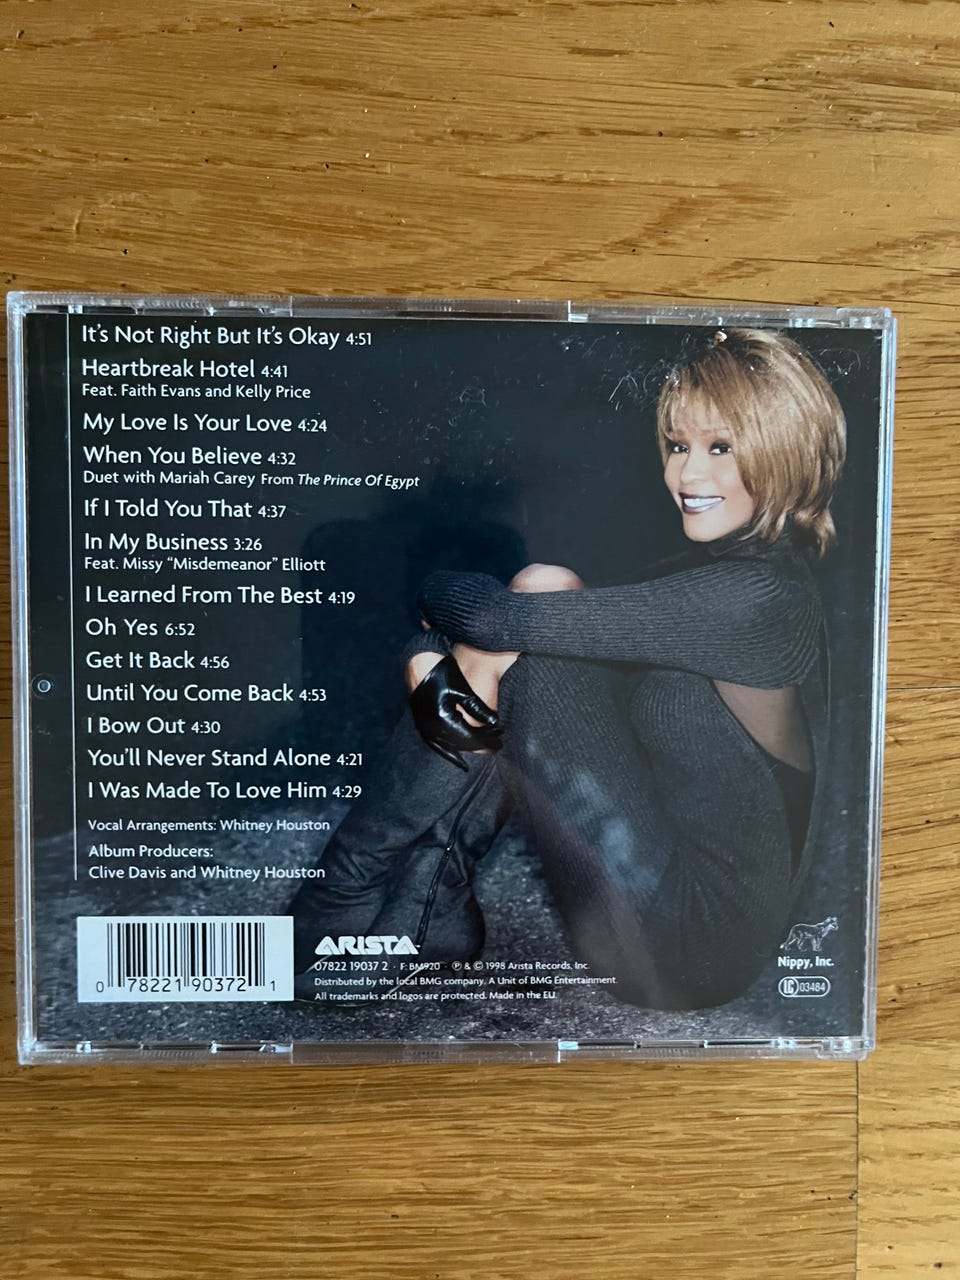 It's Not Right But It's Okay 4:51
Heartbreak Hotel 4:41
Feat. Faith Evans and Kelly Price
My Love Is Your Love 4:24
When You Believe 4:32
Duet with Mariah Carey From The Prince Of Egypt
If I Told You That 4:37
In My Business 3:26
Feat. Missy “Misdemeanor” Elliott
I Learned From The Best 4:19
Oh Yes 6:52
Get It Back 4:56
Until You Come Back 4:53
I Bow Out 4:30
You'll Never Stand Alone 4:21
I Was Made To Love Him 4:29
Vocal Arrangements: Whitney Houston
Album Producers:
Clive Davis and Whitney Houston
0 78221 90372 1
ARISTA
07822 19037 2 · F: BM920 · ℗ & © 1998 Arista Records, Inc.
Distributed by the local BMG company. A Unit of BMG Entertainment.
All trademarks and logos are protected. Made in the EU.
Nippy, Inc.
LC 03484